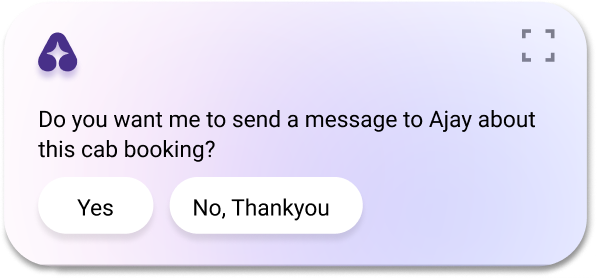 Do you want me to send a message to Ajay about
this cab booking?
Yes
No, Thankyou